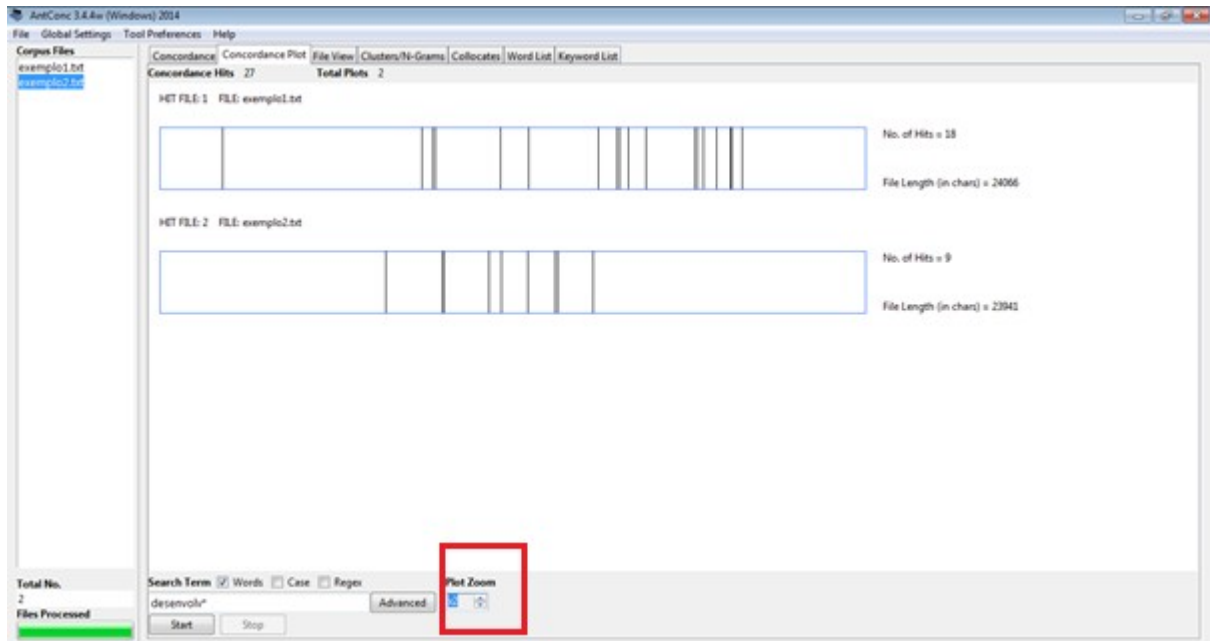 AntConc 3.4.4w (Windows) 2014
File Global Settings Tool Preferences Help
Corpus Files
exemplo1.txt
exemplo2.txt
Concordance Concordance Plot File View Clusters/N-Grams Collocates Word List Keyword List
Concordance Hits 27 Total Plots 2
HIT FILE: 1 FILE: exemplo1.txt
No. of Hits = 18
File Length (in chars) = 24066
HIT FILE: 2 FILE: exemplo2.txt
No. of Hits = 9
File Length (in chars) = 23941
Total No.
2
Files Processed
Search Term Words Case Regex
desenvolv*
Advanced
Start Stop
Plot Zoom